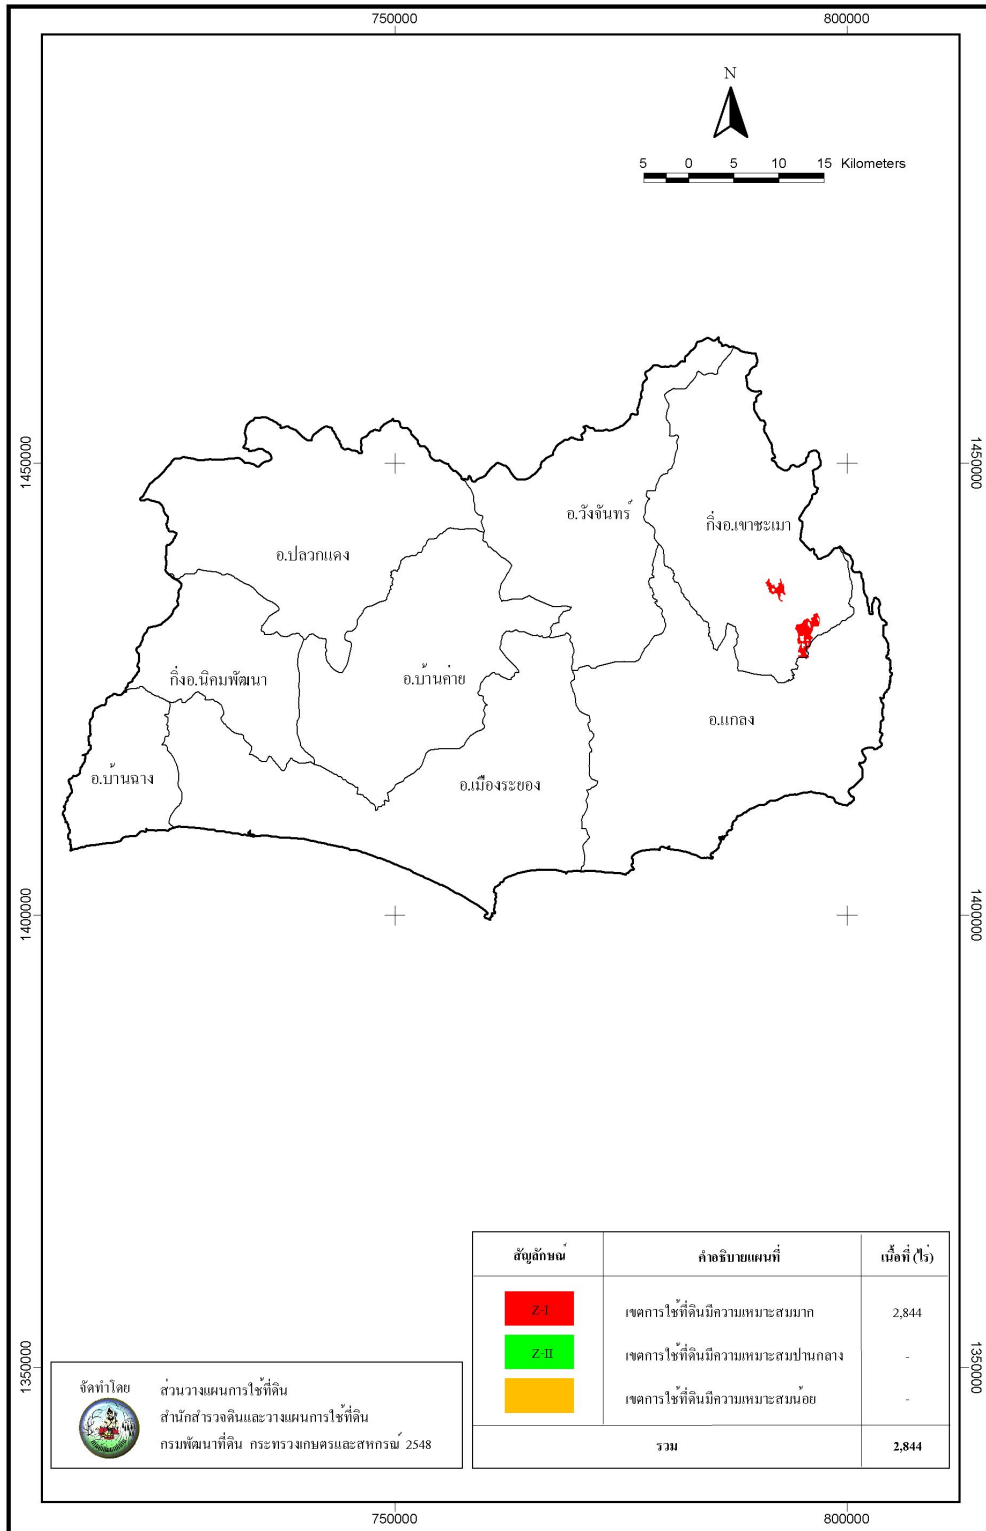 750000
800000
N
5 0 5 10 15 Kilometers
1450000
1450000
อ.วังจันทร์
กิ่งอ.เขาชะเมา
อ.ปลวกแดง
กิ่งอ.นิคมพัฒนา
อ.บ้านค่าย
อ.แกลง
อ.บ้านฉาง
อ.เมืองระยอง
1400000
1400000
สัญลักษณ์ คำอธิบายแผนที่ เนื้อที่ (ไร่)
Z-I เขตการใช้ที่ดินมีความเหมาะสมมาก 2,844
Z-II เขตการใช้ที่ดินมีความเหมาะสมปานกลาง -
เขตการใช้ที่ดินมีความเหมาะสมน้อย -
รวม 2,844
1350000
1350000
จัดทำโดย ส่วนวางแผนการใช้ที่ดิน
สำนักสำรวจดินและวางแผนการใช้ที่ดิน
กรมพัฒนาที่ดิน กระทรวงเกษตรและสหกรณ์ 2548
750000
800000